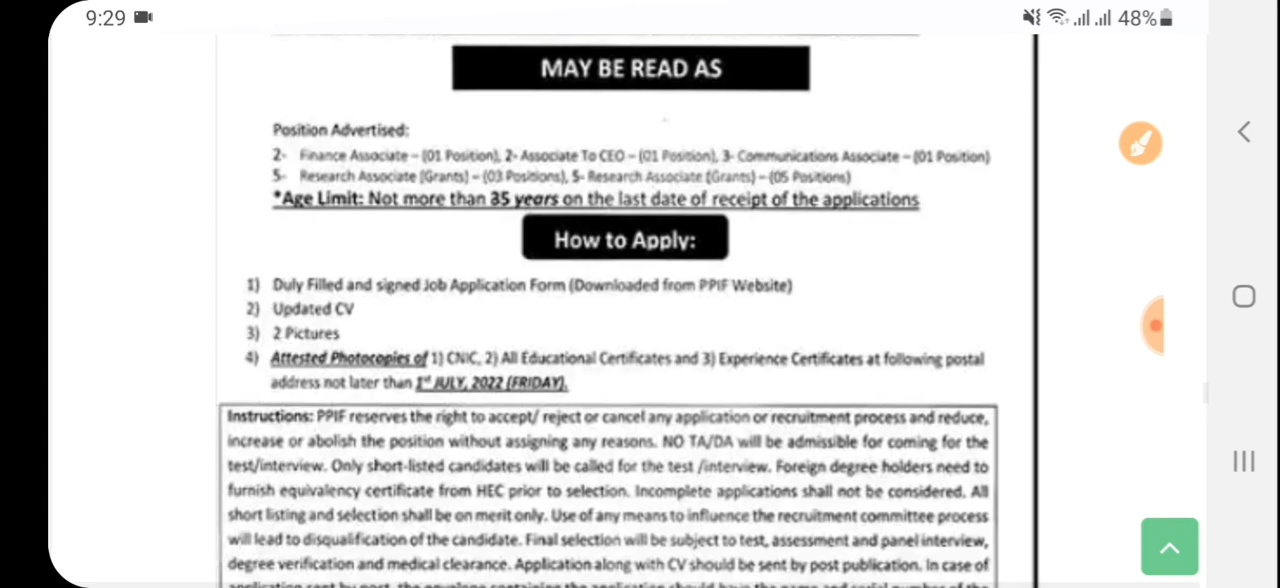 9:29 48%
MAY BE READ AS
Position Advertised:
2- Finance Associate – (01 Position), 2- Associate To CEO – (01 Position), 3- Communications Associate – (01 Position)
5- Research Associate (Grants) – (03 Positions), 5- Research Associate (Grants) – (05 Positions)
*Age Limit: Not more than 35 years on the last date of receipt of the applications
How to Apply:
1) Duly Filled and signed Job Application Form (Downloaded from PPIF Website)
2) Updated CV
3) 2 Pictures
4) Attested Photocopies of 1) CNIC, 2) All Educational Certificates and 3) Experience Certificates at following postal
address not later than 1st JULY, 2022 (FRIDAY).
Instructions: PPIF reserves the right to accept/ reject or cancel any application or recruitment process and reduce,
increase or abolish the position without assigning any reasons. NO TA/DA will be admissible for coming for the
test/interview. Only short-listed candidates will be called for the test /interview. Foreign degree holders need to
furnish equivalency certificate from HEC prior to selection. Incomplete applications shall not be considered. All
short listing and selection shall be on merit only. Use of any means to influence the recruitment committee process
will lead to disqualification of the candidate. Final selection will be subject to test, assessment and panel interview,
degree verification and medical clearance. Application along with CV should be sent by post publication. In case of